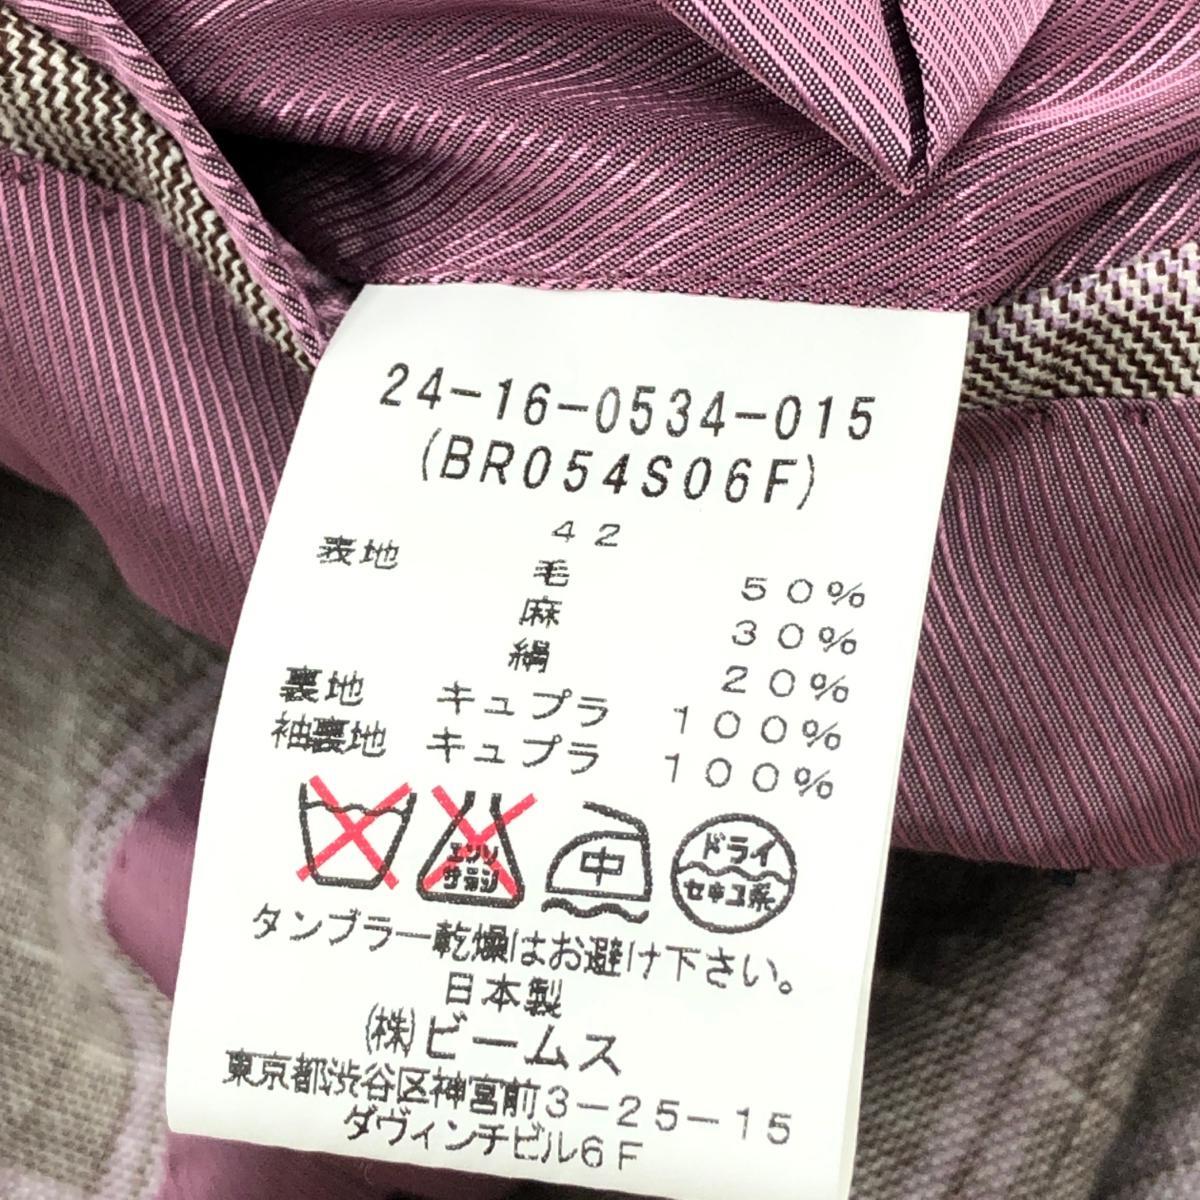 24-16-0534-015
(BR054S06F)
42
表地 毛 50%
麻 30%
絹 20%
裏地 キュプラ 100%
袖裏地 キュプラ 100%
エンソ
サラシ
中
ドライ
セキユ系
タンブラー乾燥はお避け下さい。
日本製
(株)ビームス
東京都渋谷区神宮前3-25-15
ダヴィンチビル6F